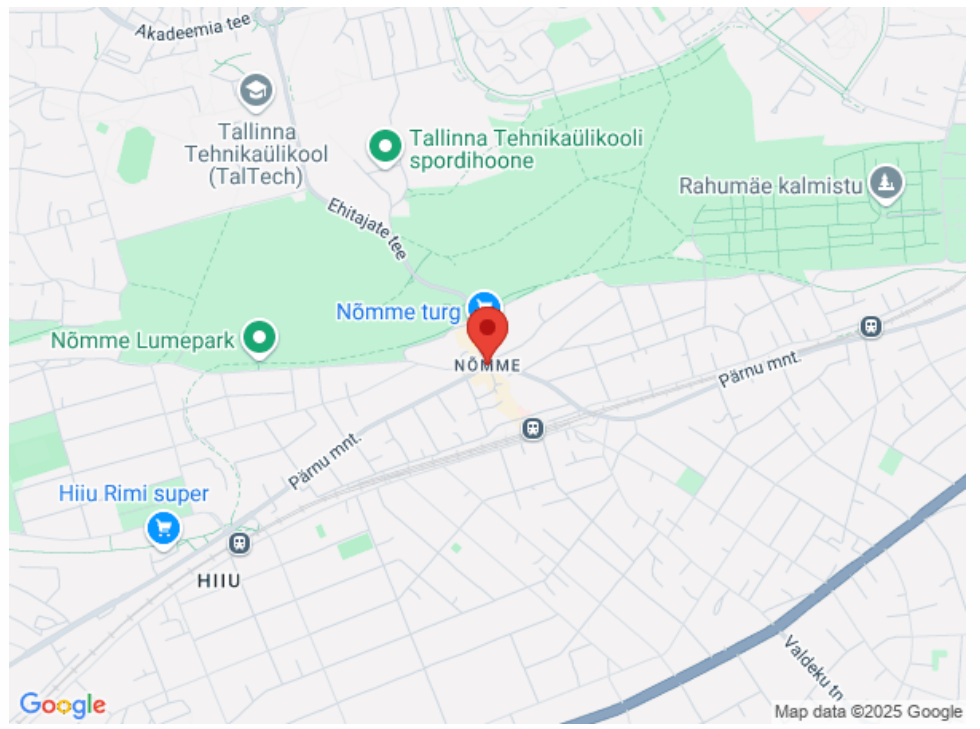 Akadeemia tee
Tallinna
Tehnikaülikool
(TalTech)
Tallinna Tehnikaülikooli
spordihoone
Rahumäe kalmistu
Ehitajate tee
Nõmme turg
Nõmme Lumepark
NÕMME
Pärnu mnt.
Pärnu mnt.
Hiiu Rimi super
HIIU
Valdeku tn
Google
Map data ©2025 Google